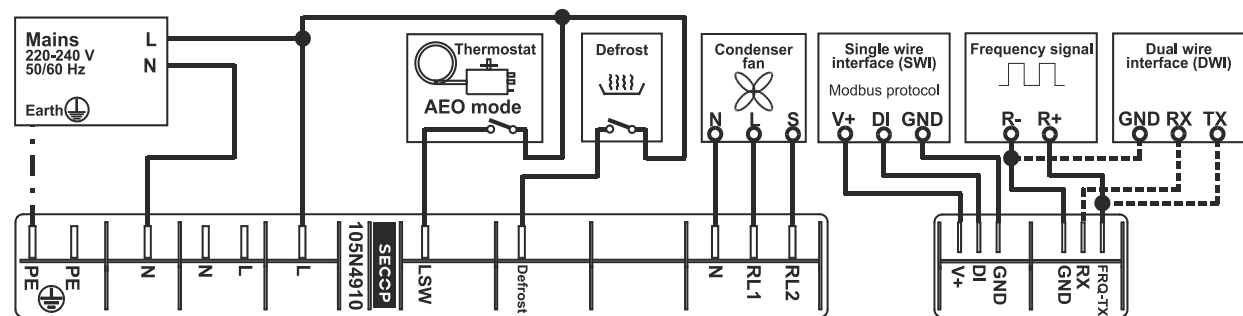 Mains
220-240 V
50/60 Hz
L
N
Earth
Thermostat
AEO mode
Defrost
Condenser
fan
N L S
Single wire
interface (SWI)
Modbus protocol
V+ DI GND
Frequency signal
R- R+
Dual wire
interface (DWI)
GND RX TX
PE
PE
N
N
L
L
105N4910
SECOP
LSW
Defrost
N
RL1
RL2
V+
DI
GND
GND
RX
FRQ-TX